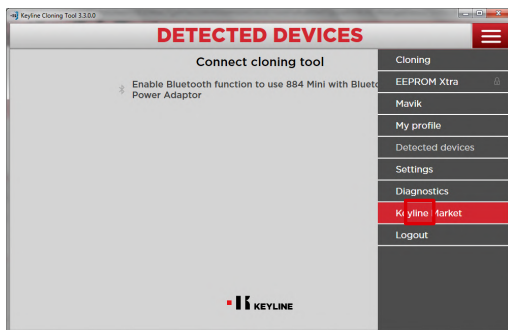 Keyline Cloning Tool 3.3.0.0
DETECTED DEVICES
Connect cloning tool
Enable Bluetooth function to use 884 Mini with Blueto
Power Adaptor
Cloning
EEPROM Xtra
Mavik
My profile
Detected devices
Settings
Diagnostics
Keyline Market
Logout
KEYLINE